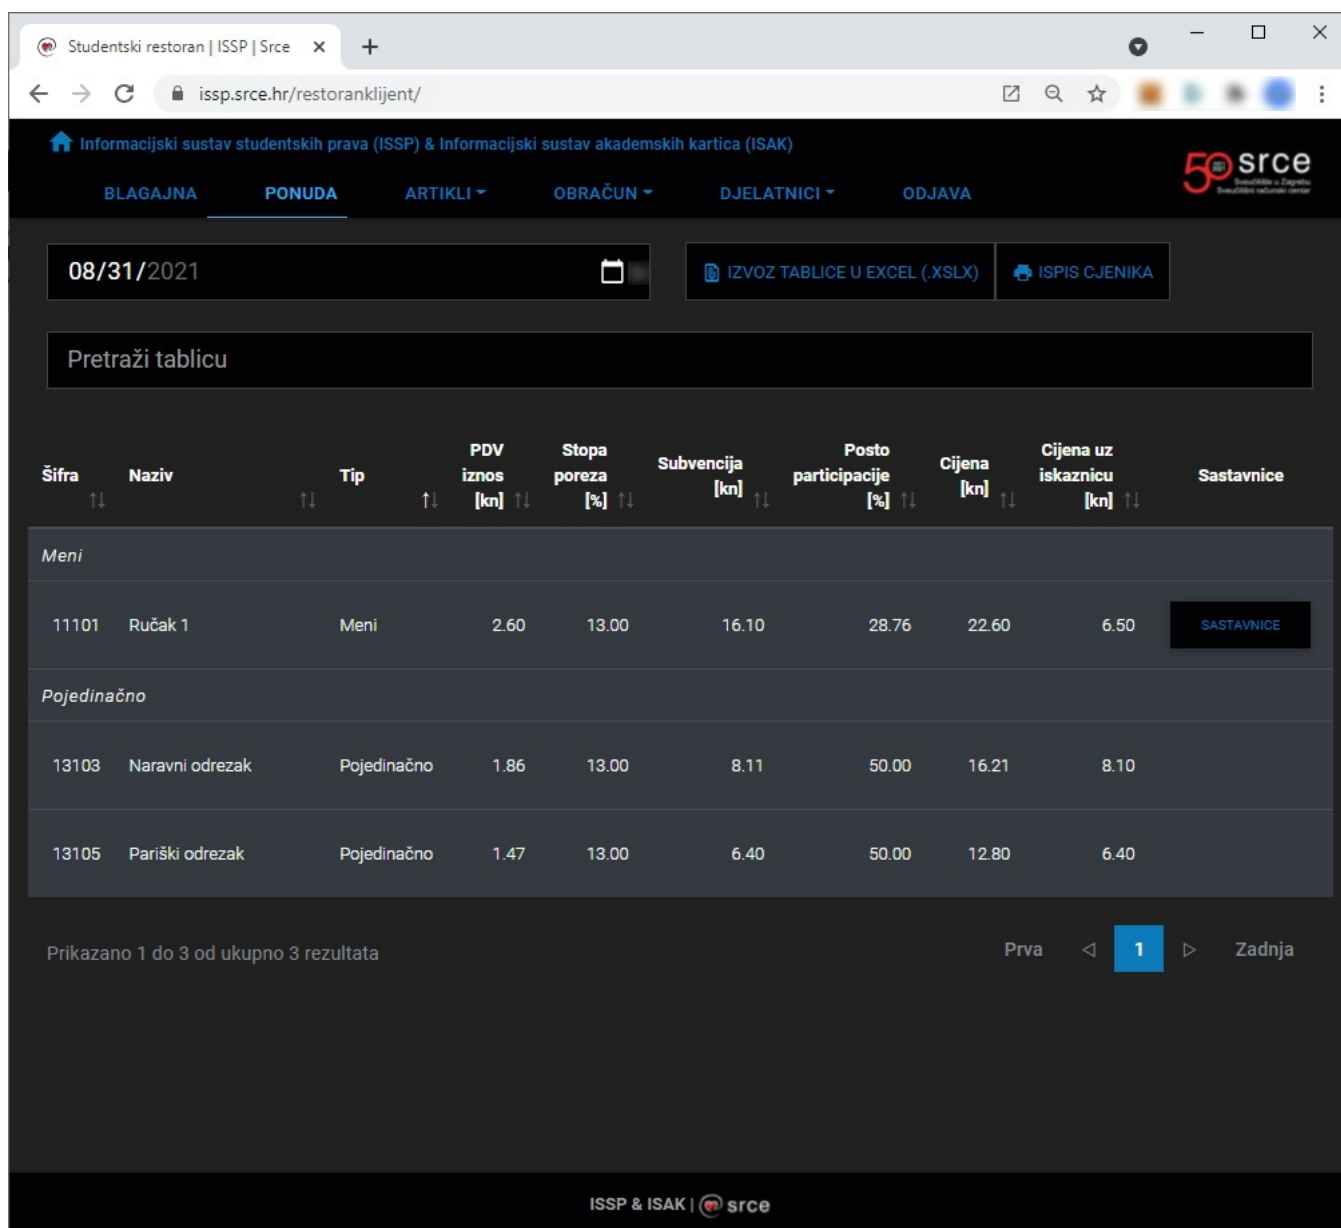 Studentski restoran | ISSP | Srce
issp.srce.hr/restoranklijent/
Informacijski sustav studentskih prava (ISSP) & Informacijski sustav akademskih kartica (ISAK)
BLAGAJNA PONUDA ARTIKLI OBRAČUN DJELATNICI ODJAVA
50 srce
Sveučilište u Zagrebu
Sveučilišni računski centar
08/31/2021
IZVOZ TABLICE U EXCEL (.XSLX) ISPIS CJENIKA
Pretraži tablicu
Šifra Naziv Tip PDV iznos [kn] Stopa poreza [%] Subvencija [kn] Posto participacije [%] Cijena [kn] Cijena uz iskaznicu [kn] Sastavnice
Meni
11101 Ručak 1 Meni 2.60 13.00 16.10 28.76 22.60 6.50 SASTAVNICE
Pojedinačno
13103 Naravni odrezak Pojedinačno 1.86 13.00 8.11 50.00 16.21 8.10
13105 Pariški odrezak Pojedinačno 1.47 13.00 6.40 50.00 12.80 6.40
Prikazano 1 do 3 od ukupno 3 rezultata
Prva 1 Zadnja
ISSP & ISAK | srce